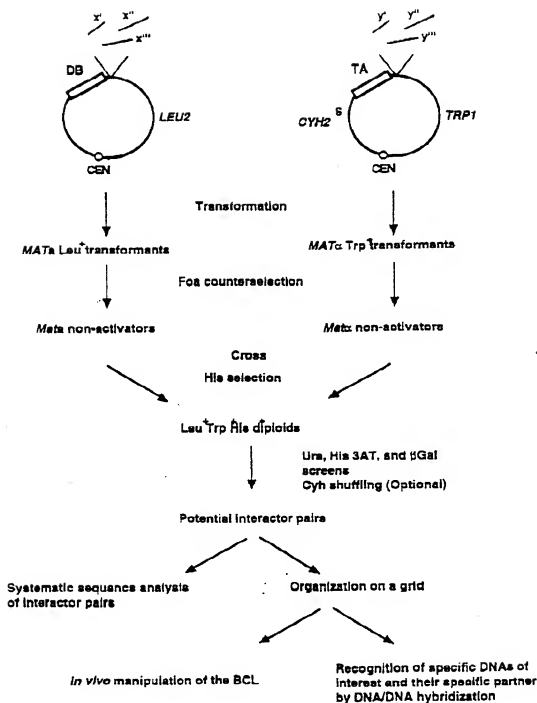 x' x'' x'''
y' y'' y'''
DB
TA
LEU2
CYH2 S
TRP1
CEN
CEN
Transformation
MATa Leu+ transformants
MATα Trp+ transformants
Foa counterselection
Mata non-activators
Matα non-activators
Cross
His selection
Leu+Trp+His+ diploids
Ura, His 3AT, and βGal
screens
Cyh shuffling (Optional)
Potential interactor pairs
Systematic sequence analysis
of interactor pairs
Organization on a grid
In vivo manipulation of the BCL
Recognition of specific DNAs of
interest and their specific partner
by DNA/DNA hybridization